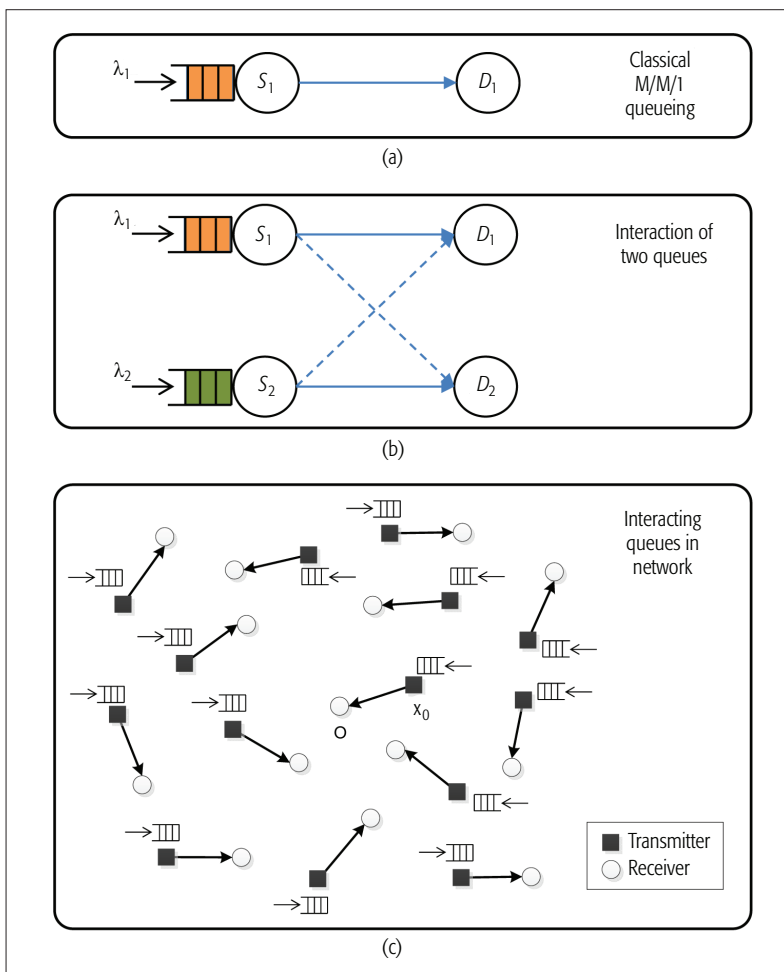 λ₁
S₁
D₁
Classical
M/M/1
queueing
(a)
λ₁
S₁
D₁
Interaction of
two queues
λ₂
S₂
D₂
(b)
Interacting
queues in
network
x₀
O
Transmitter
Receiver
(c)